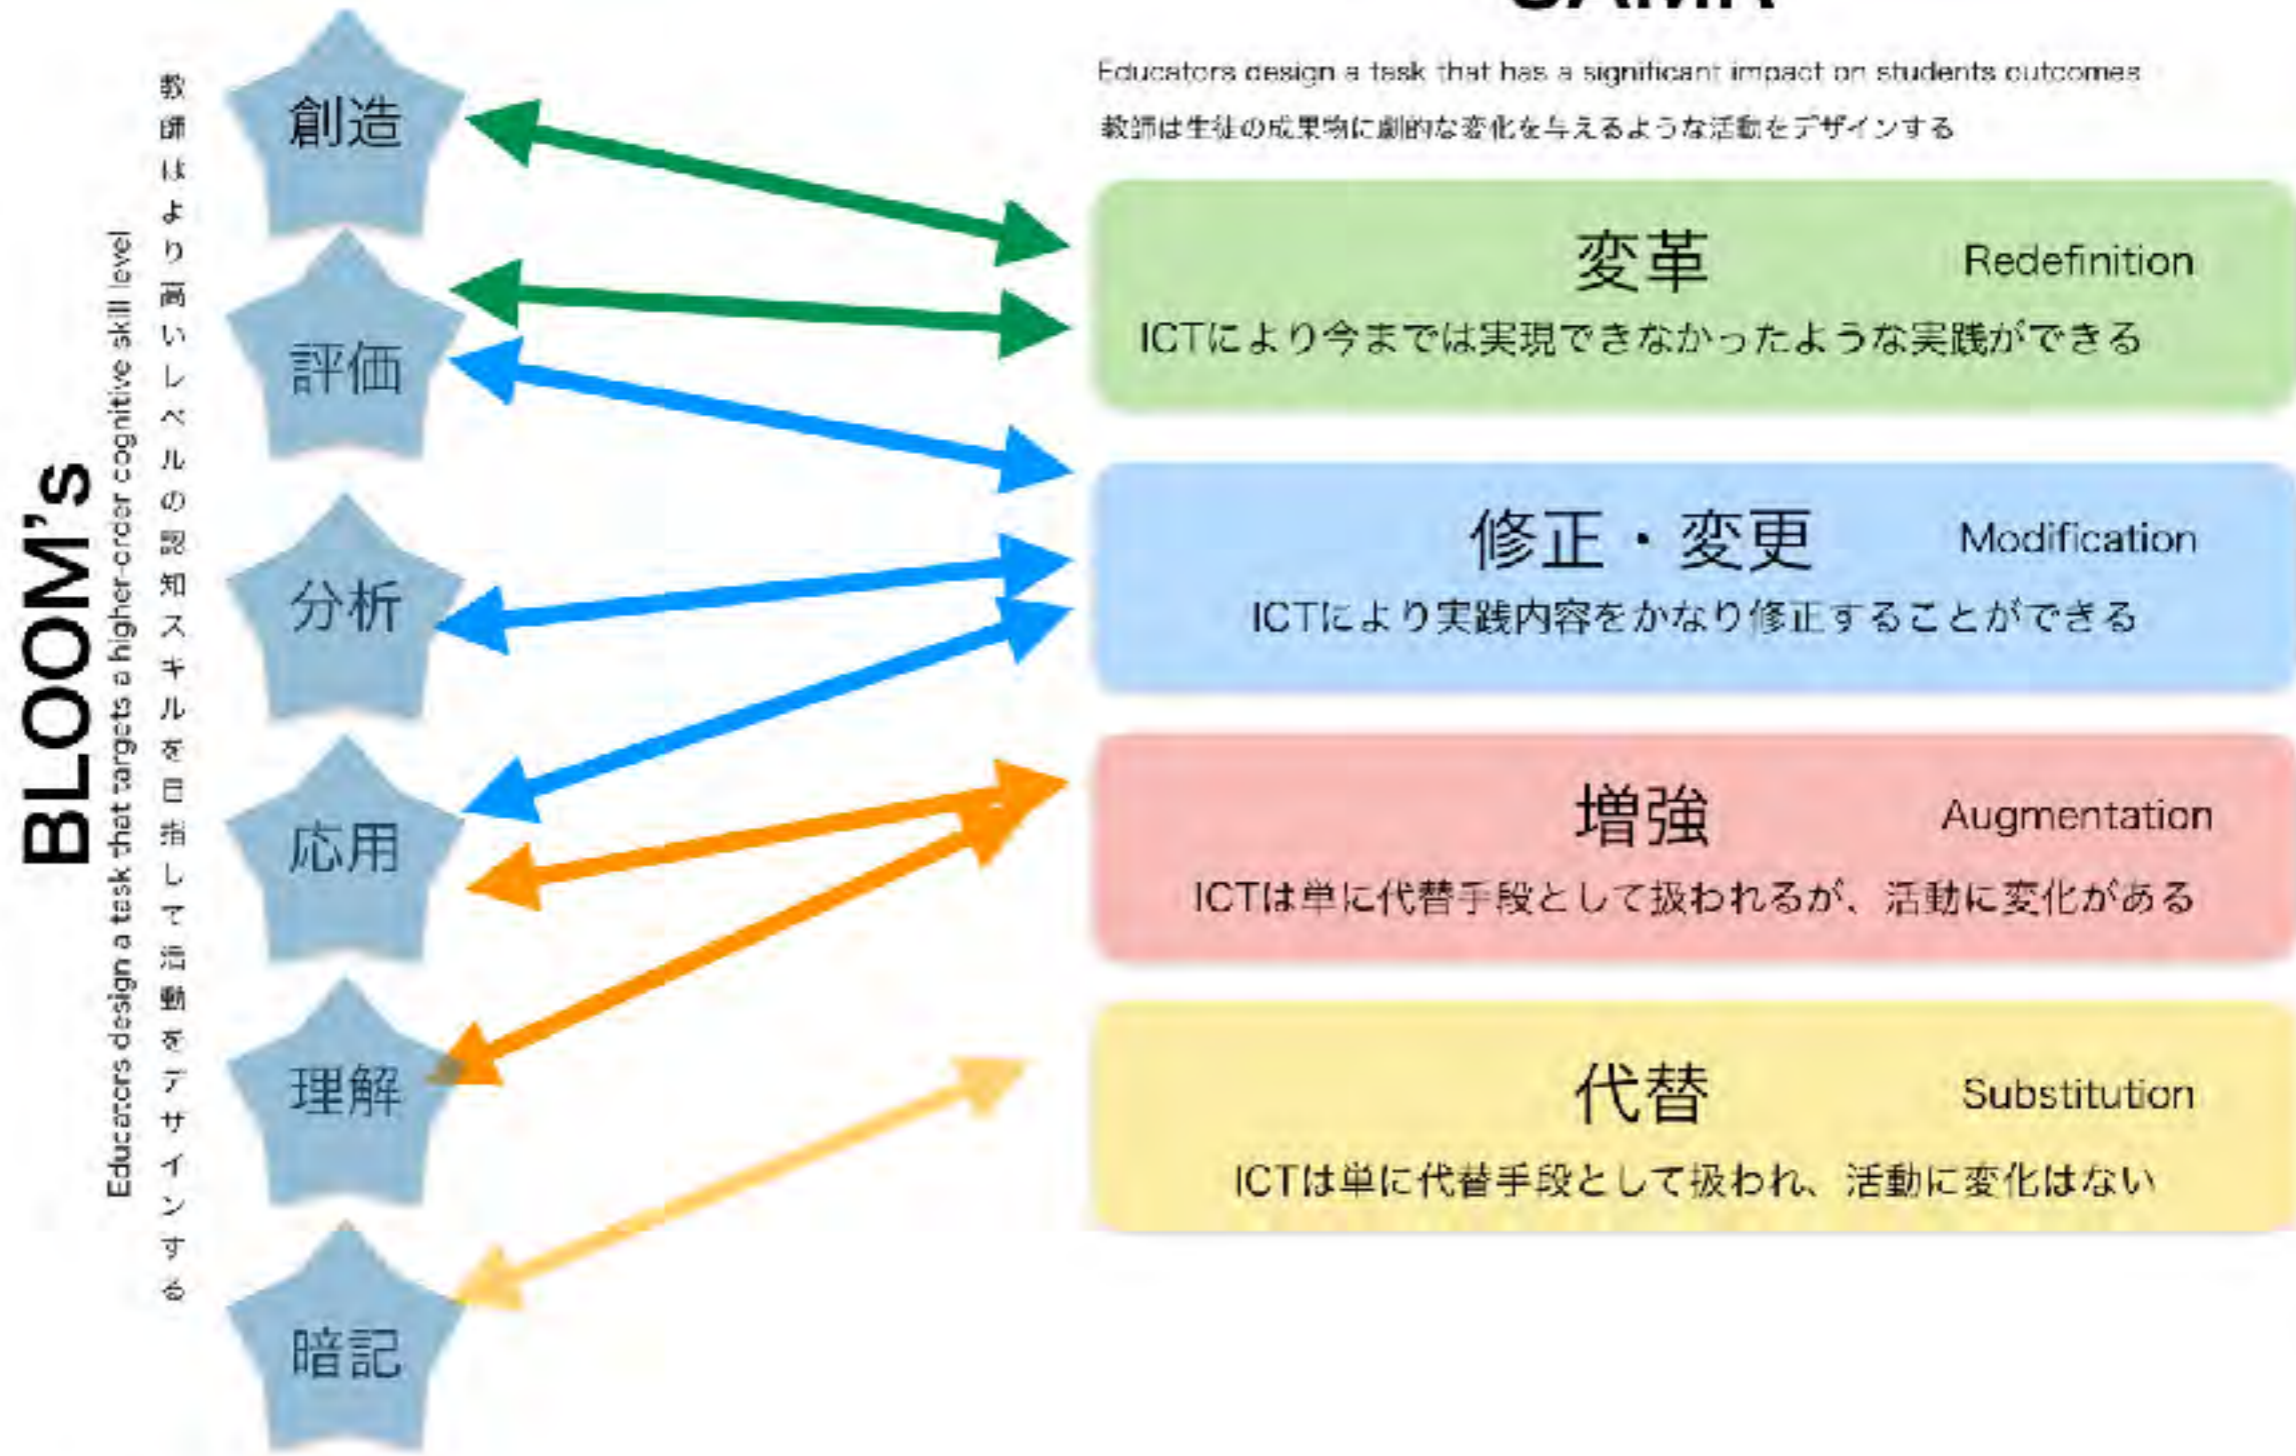 SAMR
Educators design a task that has a significant impact on students outcomes
教師は生徒の成果物に劇的な変化を与えるような活動をデザインする
BLOOM's
Educators design a task that targets a higher-order cognitive skill level
教師はより高いレベルの認知スキルを目指して活動をデザインする
創造
評価
分析
応用
理解
暗記
変革 Redefinition
ICTにより今までは実現できなかったような実践ができる
修正・変更 Modification
ICTにより実践内容をかなり修正することができる
増強 Augmentation
ICTは単に代替手段として扱われるが、活動に変化がある
代替 Substitution
ICTは単に代替手段として扱われ、活動に変化はない